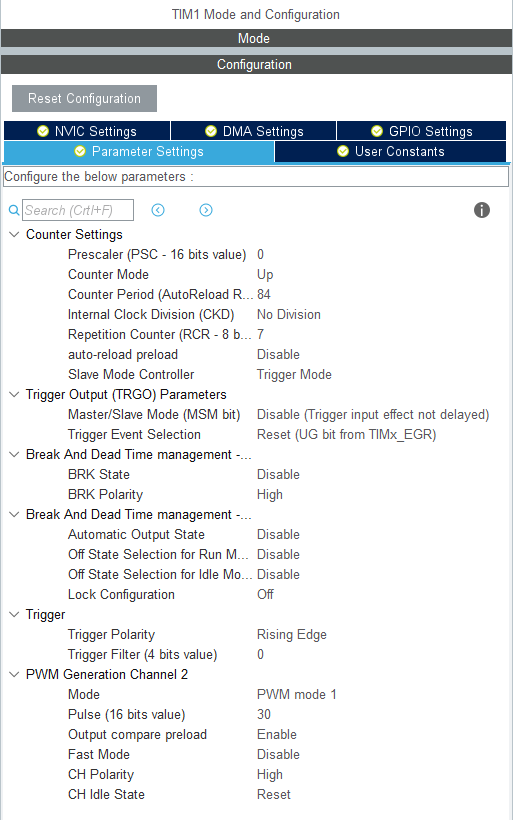 TIM1 Mode and Configuration
Mode
Configuration
Reset Configuration
NVIC Settings DMA Settings GPIO Settings
Parameter Settings User Constants
Configure the below parameters :
Search (Crtl+F)
Counter Settings
Prescaler (PSC - 16 bits value) 0
Counter Mode Up
Counter Period (AutoReload R... 84
Internal Clock Division (CKD) No Division
Repetition Counter (RCR - 8 b... 7
auto-reload preload Disable
Slave Mode Controller Trigger Mode
Trigger Output (TRGO) Parameters
Master/Slave Mode (MSM bit) Disable (Trigger input effect not delayed)
Trigger Event Selection Reset (UG bit from TIMx_EGR)
Break And Dead Time management -...
BRK State Disable
BRK Polarity High
Break And Dead Time management -...
Automatic Output State Disable
Off State Selection for Run M... Disable
Off State Selection for Idle Mo... Disable
Lock Configuration Off
Trigger
Trigger Polarity Rising Edge
Trigger Filter (4 bits value) 0
PWM Generation Channel 2
Mode PWM mode 1
Pulse (16 bits value) 30
Output compare preload Enable
Fast Mode Disable
CH Polarity High
CH Idle State Reset